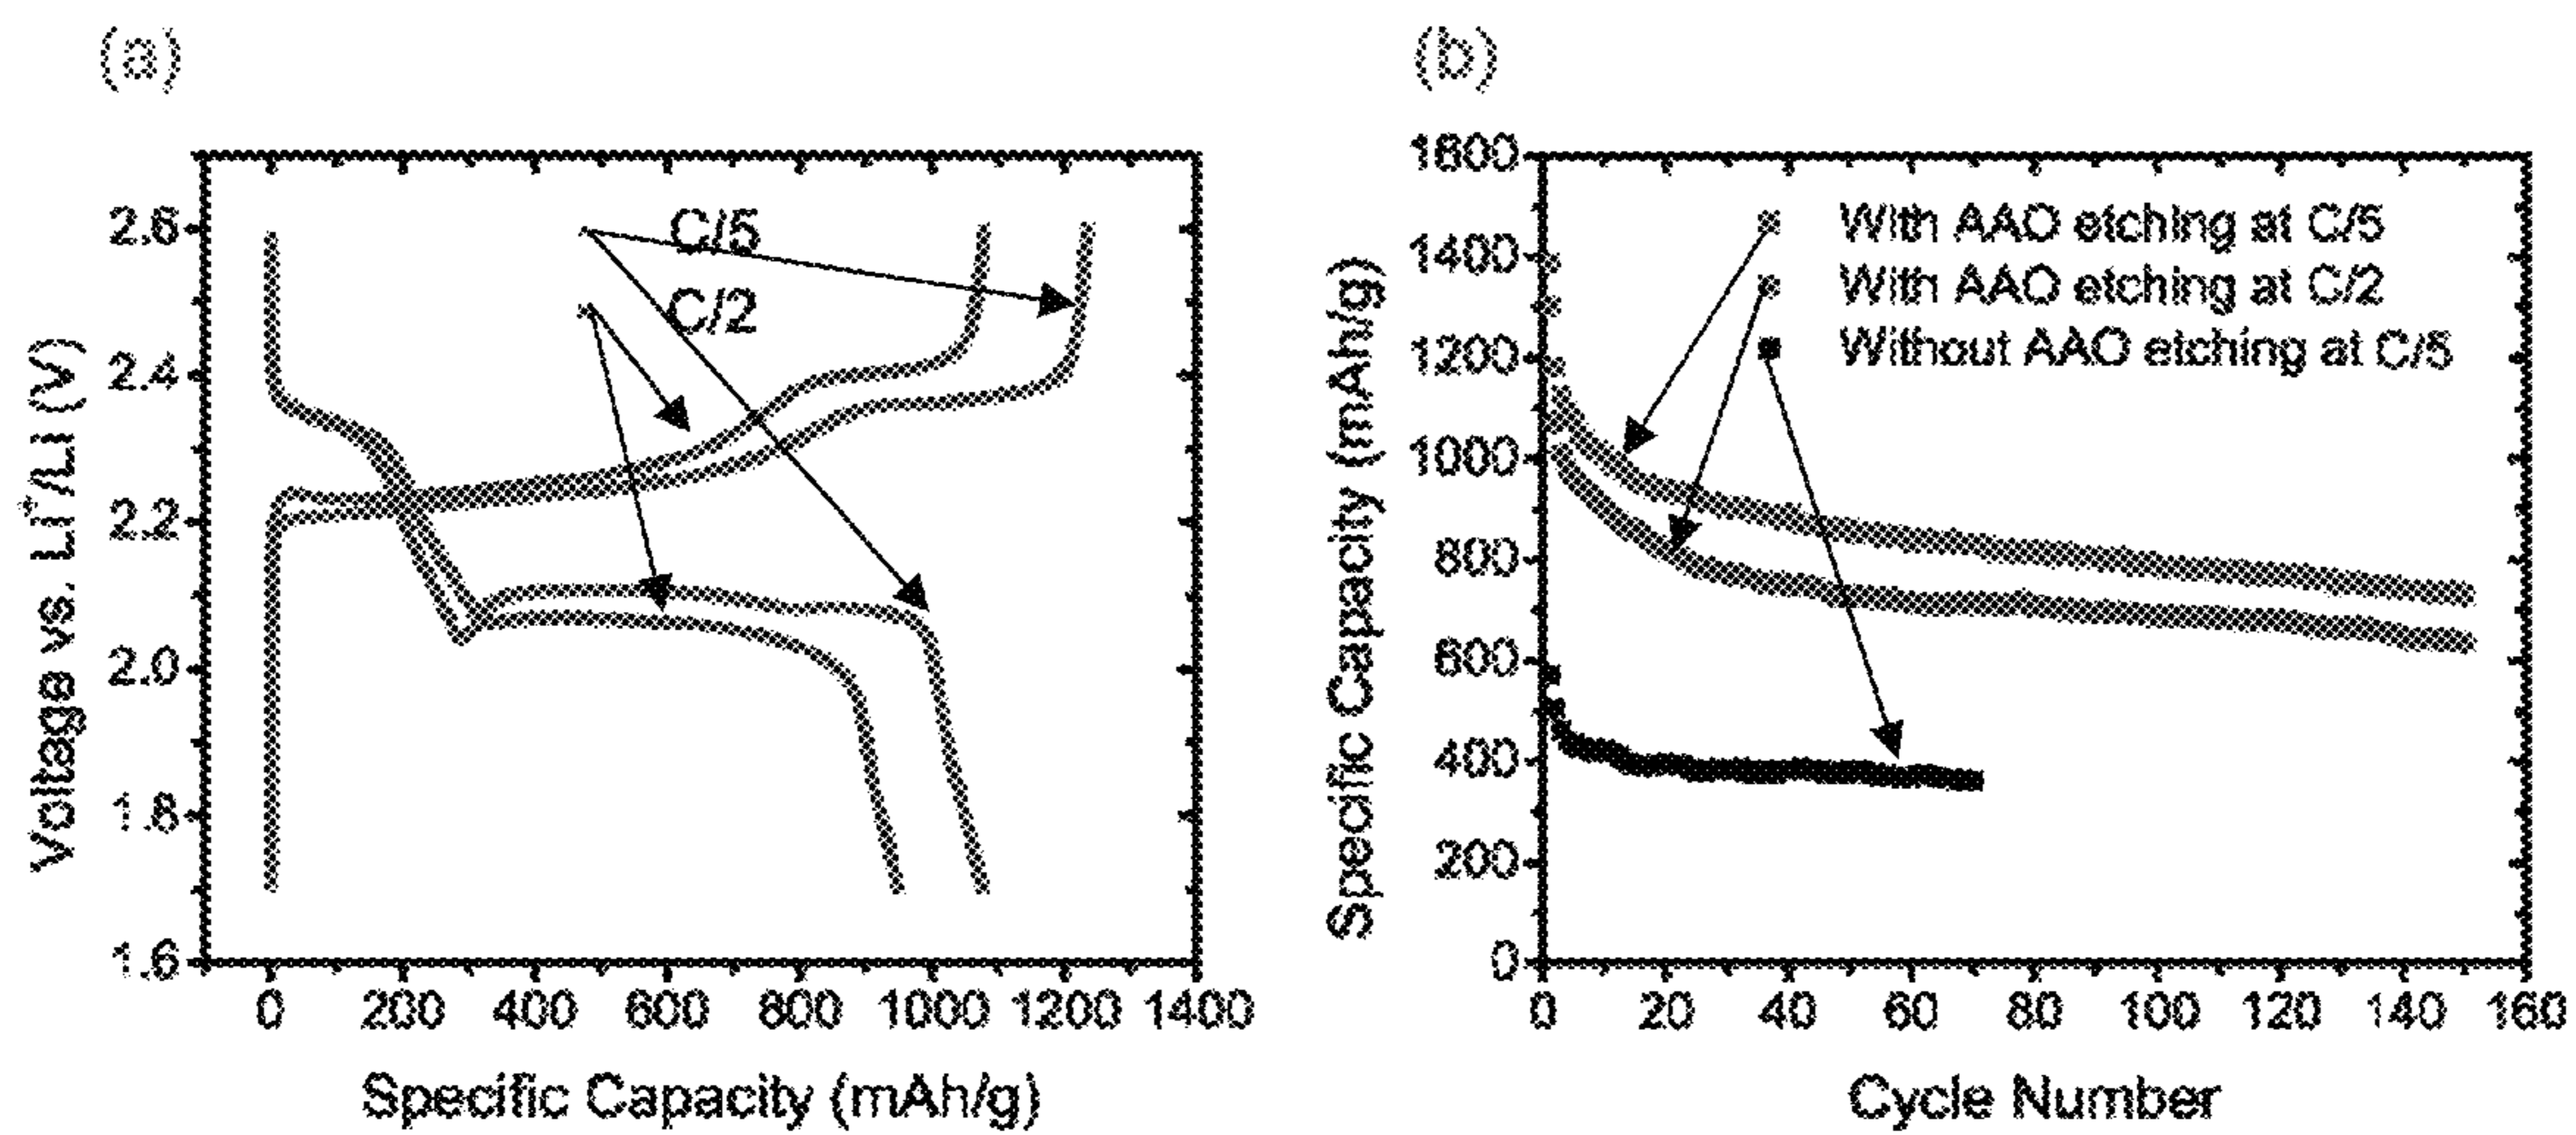 (a)
2.6
2.4
2.2
2.0
1.8
1.6
Voltage vs. Li⁺/Li (V)
C/5
C/2
0 200 400 600 800 1000 1200 1400
Specific Capacity (mAh/g)
(b)
1600
1400
1200
1000
800
600
400
200
0
Specific Capacity (mAh/g)
With AAO etching at C/5
With AAO etching at C/2
Without AAO etching at C/5
0 20 40 60 80 100 120 140 160
Cycle Number